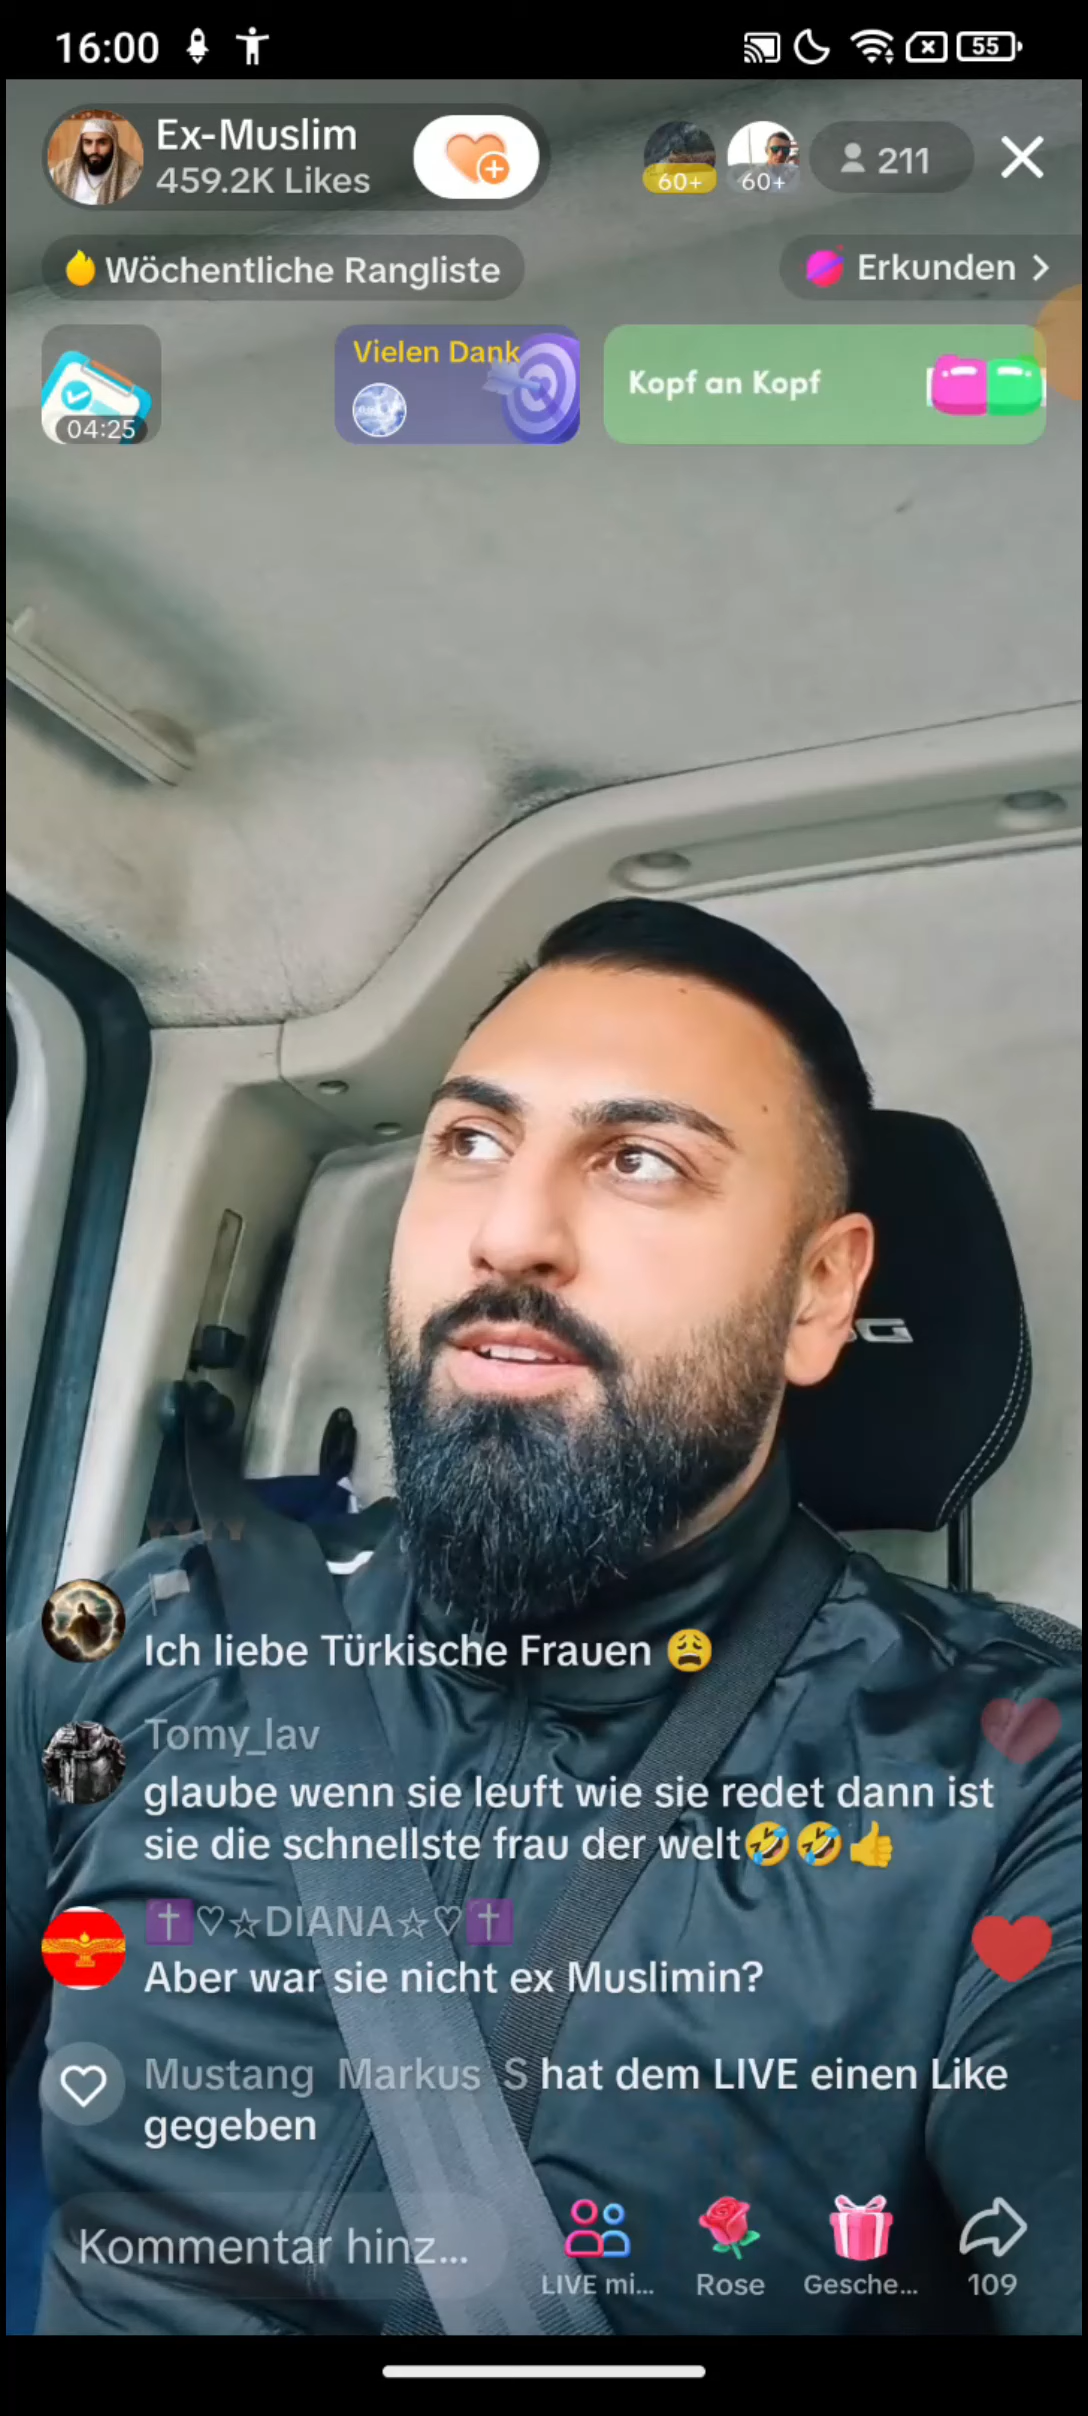 16:00
55
Ex-Muslim
459.2K Likes
60+
60+
211
Wöchentliche Rangliste
Erkunden
Vielen Dank
Kopf an Kopf
04:25
Ich liebe Türkische Frauen 😩
Tomy_lav
glaube wenn sie leuft wie sie redet dann ist
sie die schnellste frau der welt🤣🤣👍
✝️♡☆DIANA☆♡✝️
Aber war sie nicht ex Muslimin?
Mustang Markus S hat dem LIVE einen Like
gegeben
Kommentar hinz...
LIVE mi...
Rose
Gesche...
109